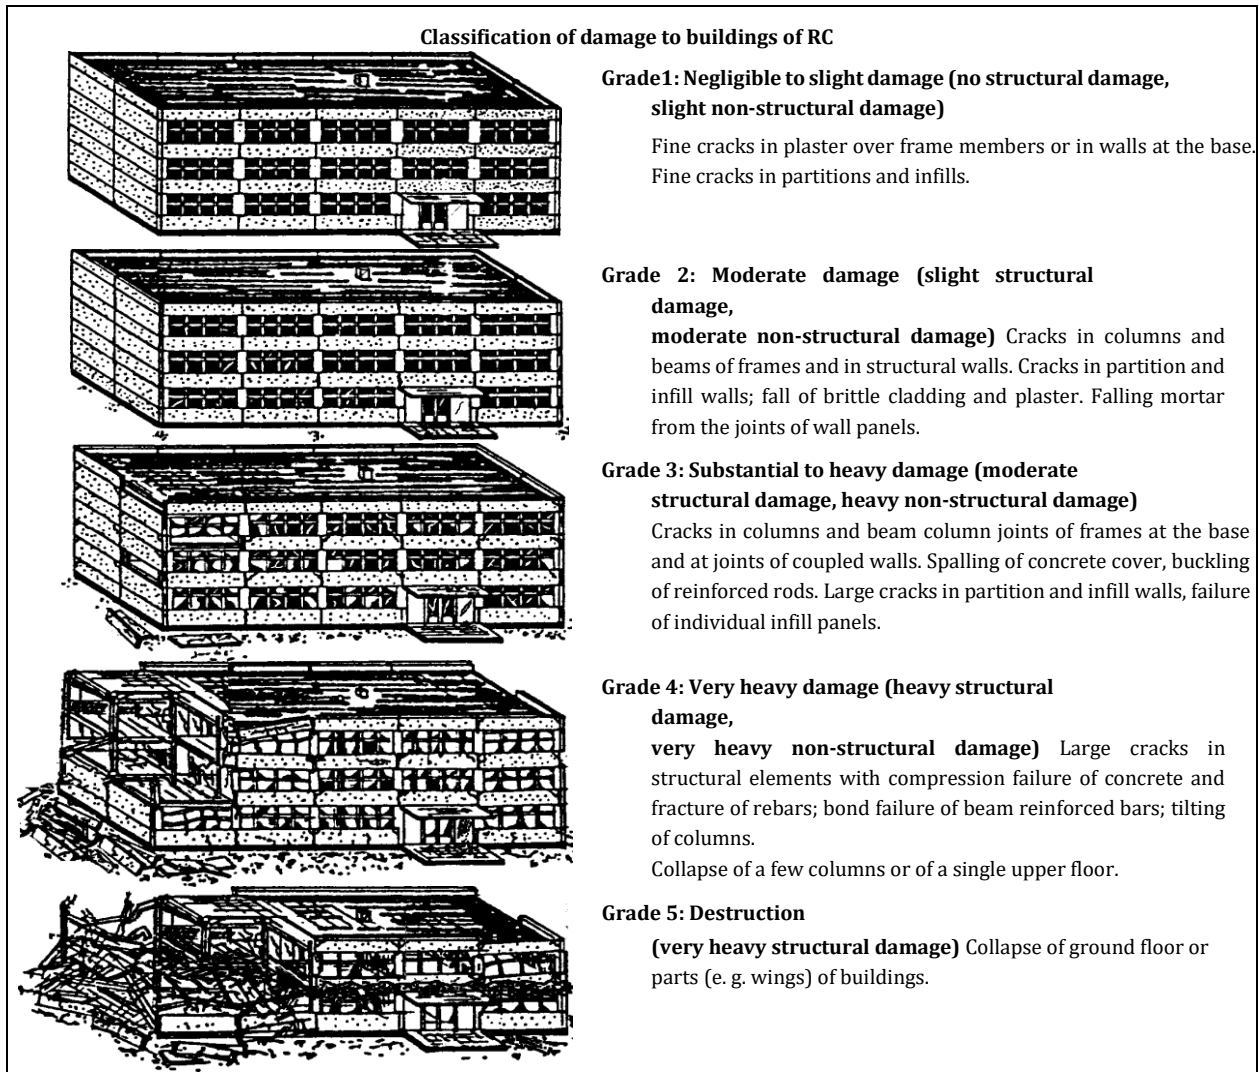 Classification of damage to buildings of RC
Grade1: Negligible to slight damage (no structural damage,
slight non-structural damage)
Fine cracks in plaster over frame members or in walls at the base.
Fine cracks in partitions and infills.
Grade 2: Moderate damage (slight structural
damage,
moderate non-structural damage) Cracks in columns and
beams of frames and in structural walls. Cracks in partition and
infill walls; fall of brittle cladding and plaster. Falling mortar
from the joints of wall panels.
Grade 3: Substantial to heavy damage (moderate
structural damage, heavy non-structural damage)
Cracks in columns and beam column joints of frames at the base
and at joints of coupled walls. Spalling of concrete cover, buckling
of reinforced rods. Large cracks in partition and infill walls, failure
of individual infill panels.
Grade 4: Very heavy damage (heavy structural
damage,
very heavy non-structural damage) Large cracks in
structural elements with compression failure of concrete and
fracture of rebars; bond failure of beam reinforced bars; tilting
of columns.
Collapse of a few columns or of a single upper floor.
Grade 5: Destruction
(very heavy structural damage) Collapse of ground floor or
parts (e. g. wings) of buildings.